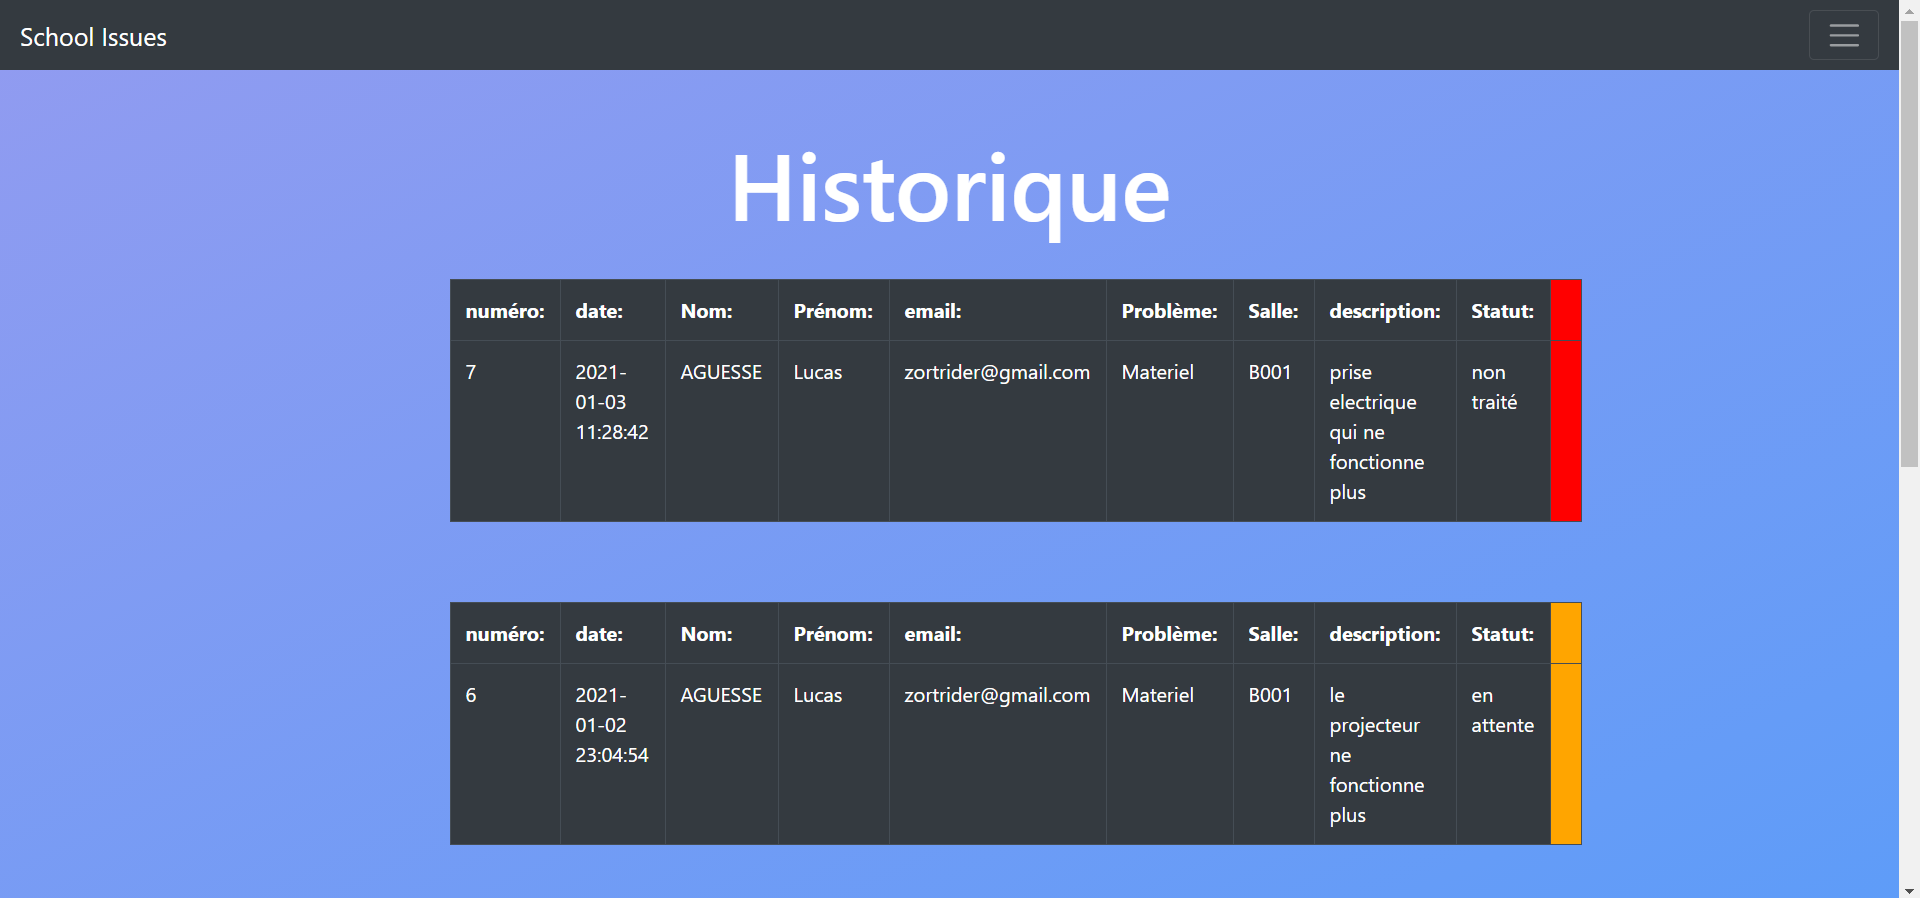 School Issues
Historique
numéro: date: Nom: Prénom: email: Problème: Salle: description: Statut:
7 2021-01-03 11:28:42 AGUESSE Lucas zortrider@gmail.com Materiel B001 prise electrique qui ne fonctionne plus non traité
numéro: date: Nom: Prénom: email: Problème: Salle: description: Statut:
6 2021-01-02 23:04:54 AGUESSE Lucas zortrider@gmail.com Materiel B001 le projecteur ne fonctionne plus en attente